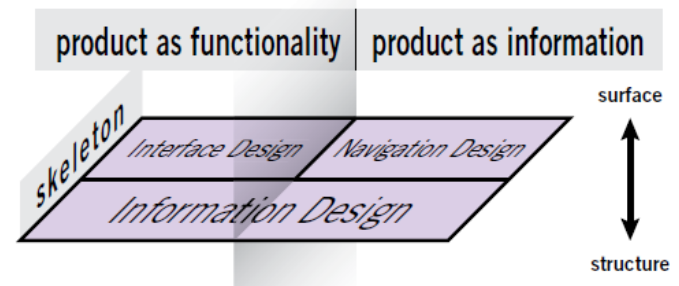 product as functionality
product as information
surface
skeleton
Interface Design
Navigation Design
Information Design
structure